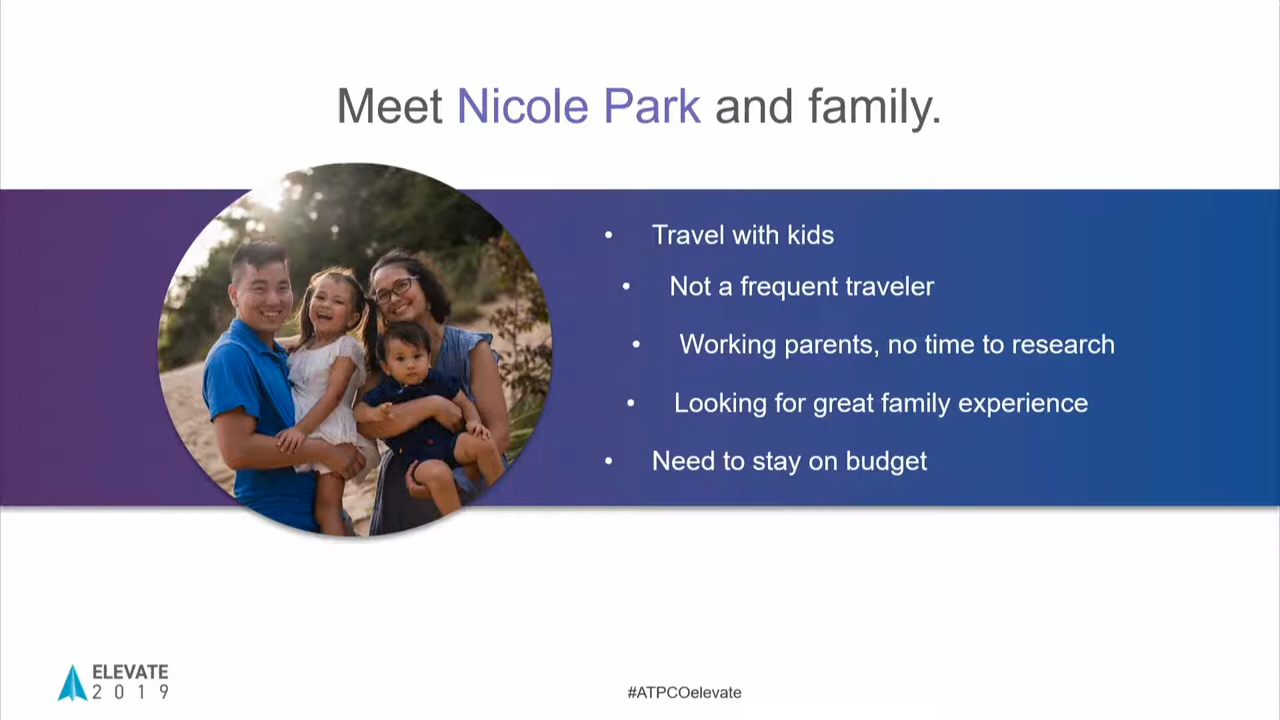 Meet Nicole Park and family.
• Travel with kids
• Not a frequent traveler
• Working parents, no time to research
• Looking for great family experience
• Need to stay on budget
ELEVATE
2019
#ATPCOelevate